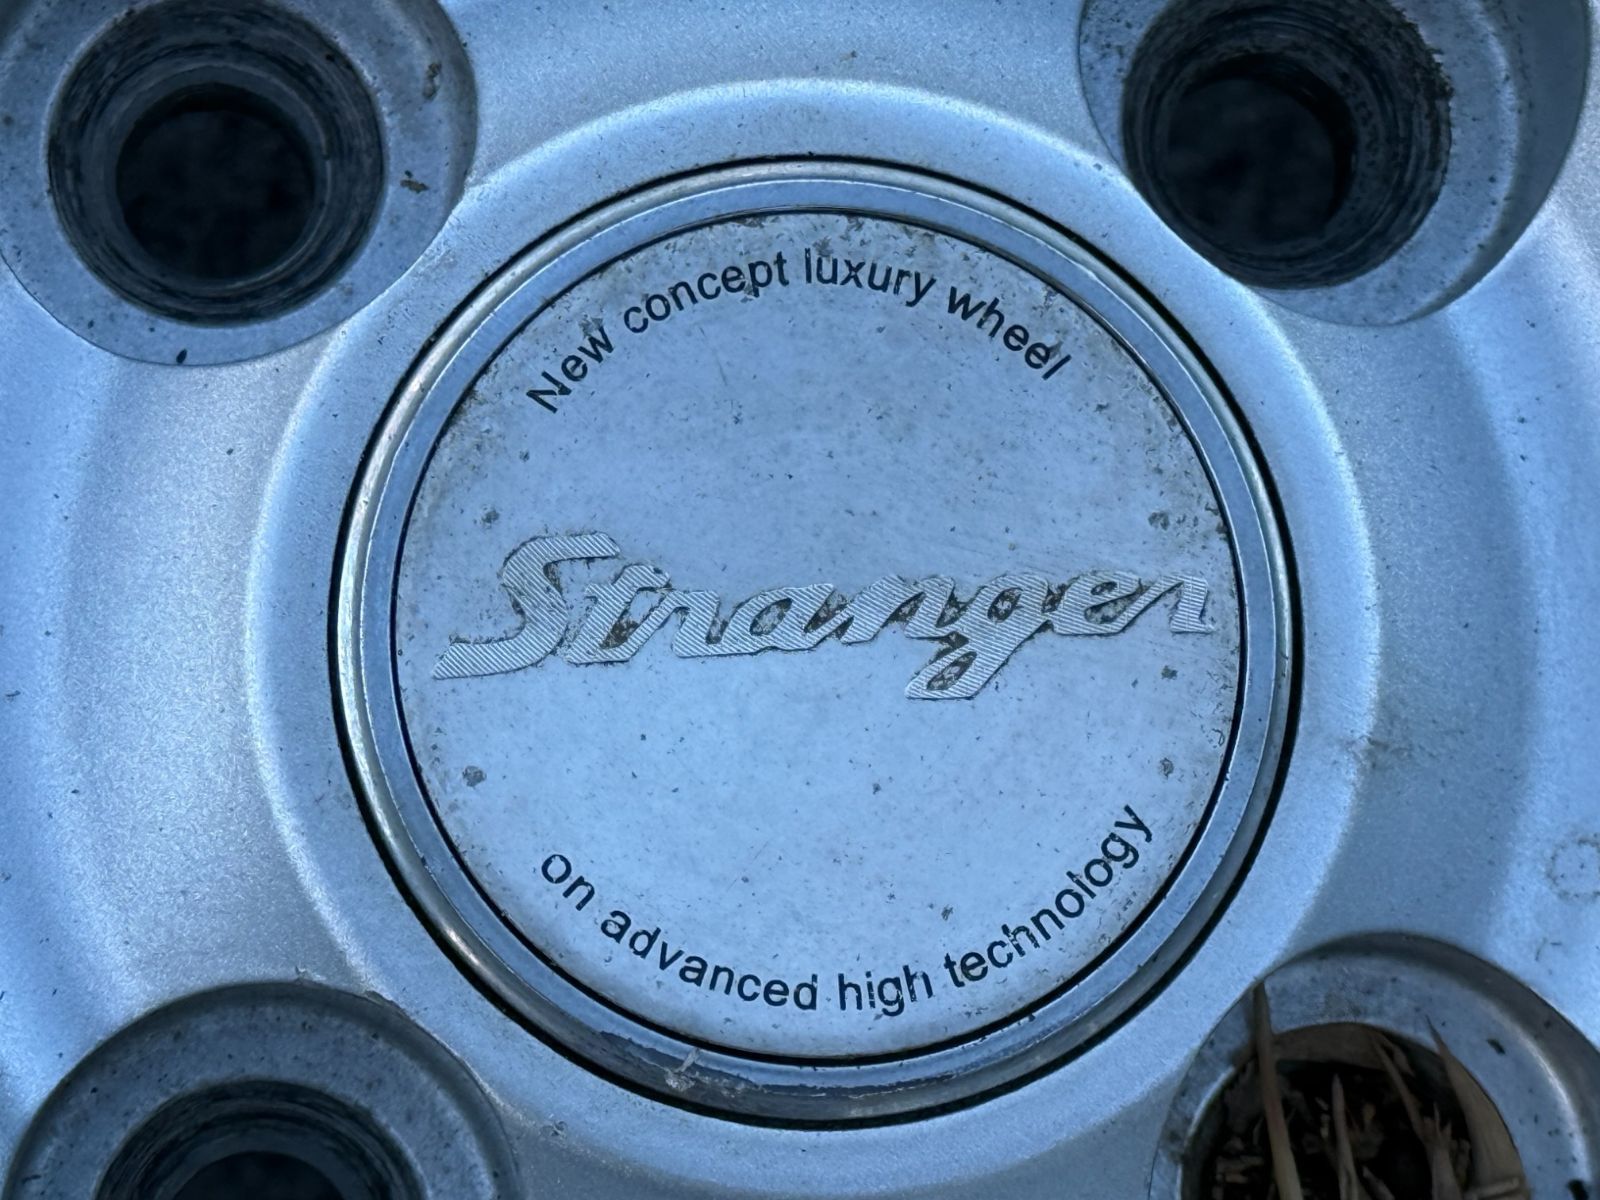 New concept luxury wheel
Stranger
on advanced high technology